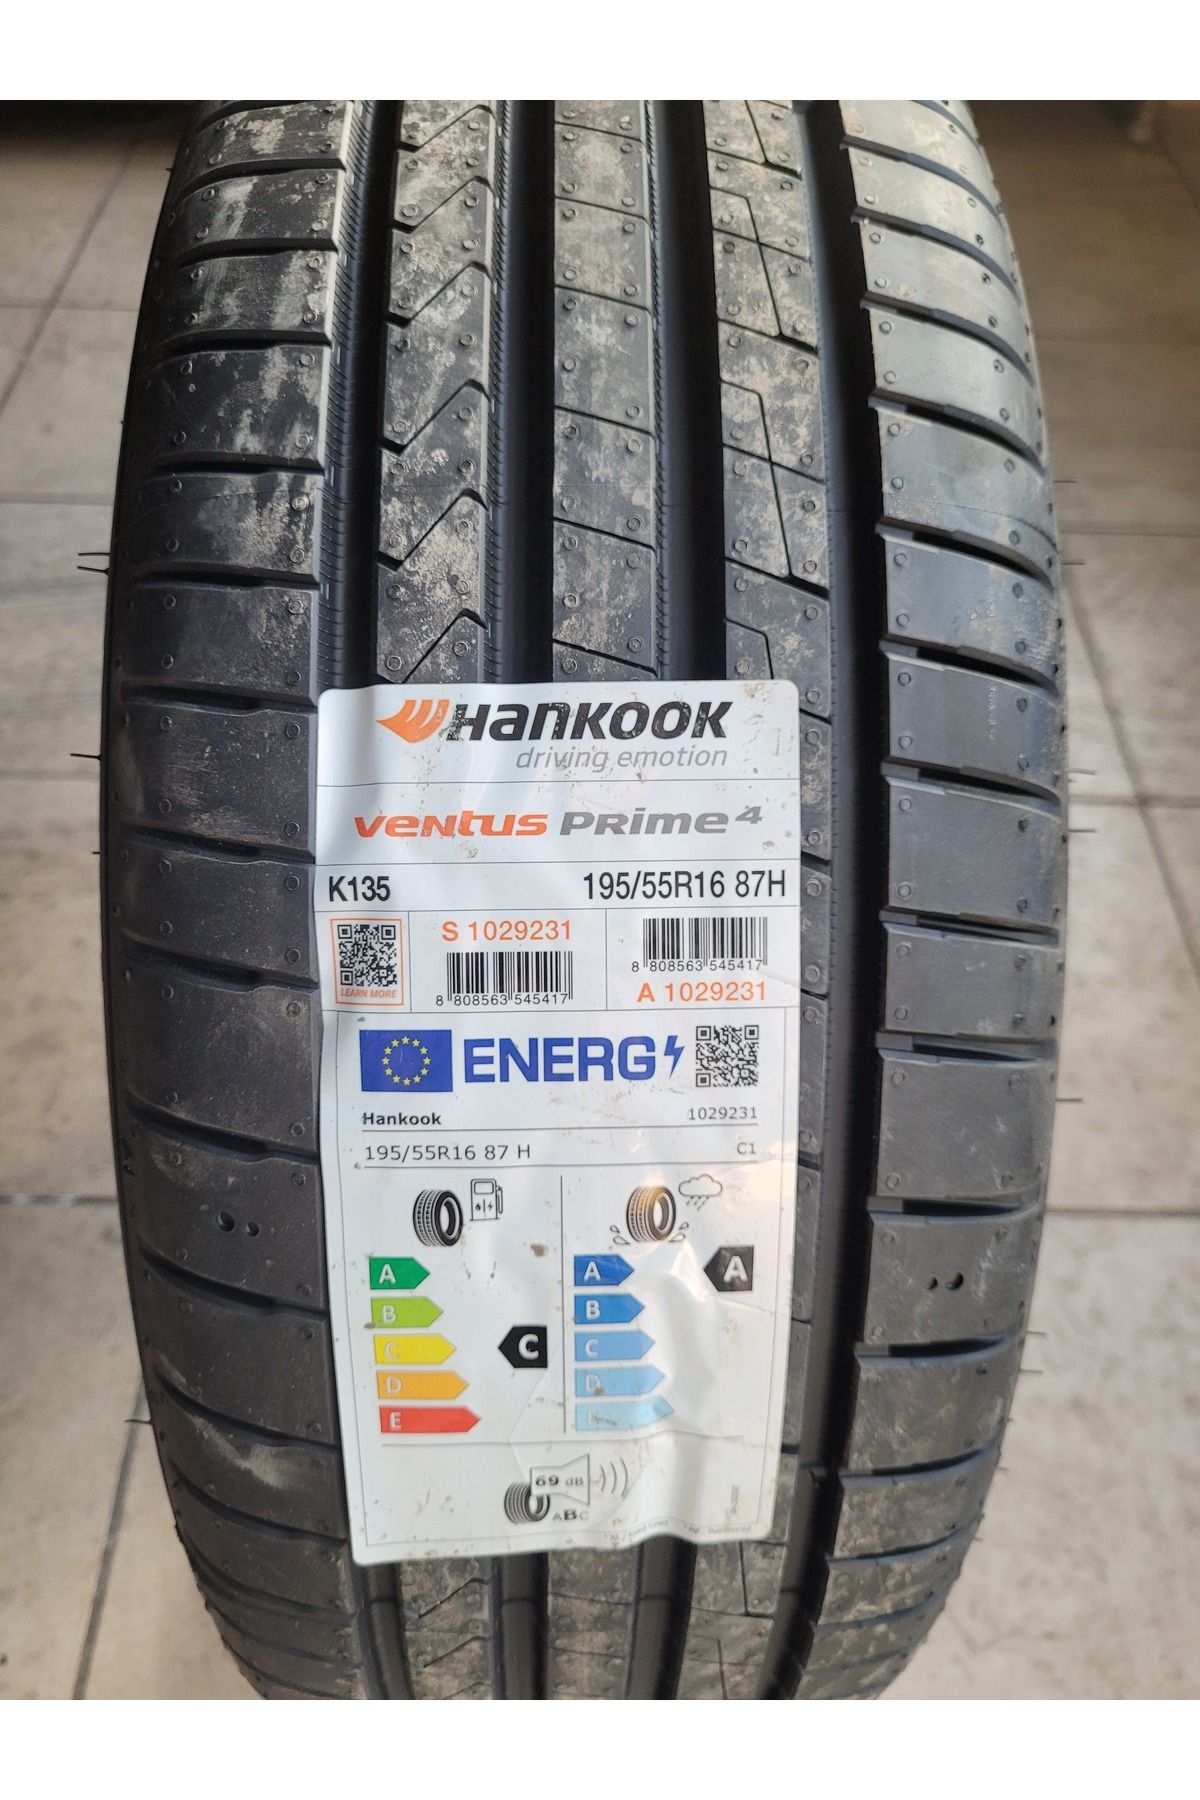 HANKOOK
driving emotion
VENTUS PRIME4
K135 195/55R16 87H
LEARN MORE
S 1029231
8 808563 545417
8 808563 545417
A 1029231
ENERG
Hankook 1029231
195/55R16 87 H C1
A
B
C
D
E
C
A
B
C
D
A
69 dB
ABC